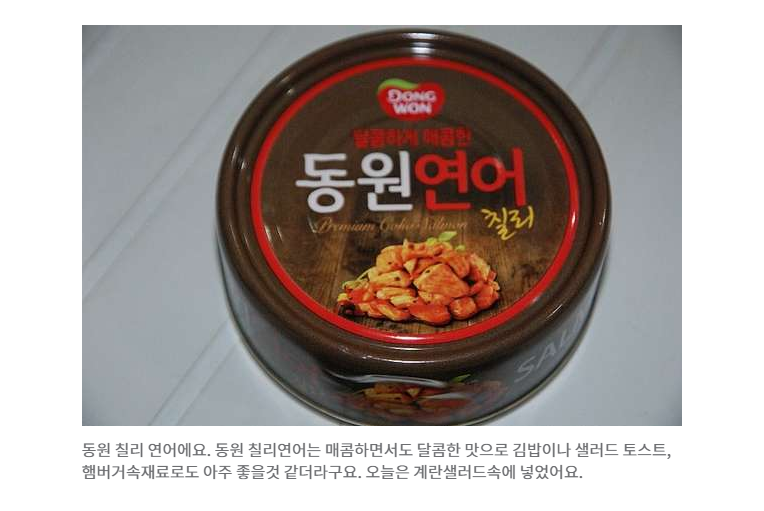 DONG
WON
달콤하게 매콤한
동원연어
Premium Coho Salmon
칠리
SALM
동원 칠리 연어에요. 동원 칠리연어는 매콤하면서도 달콤한 맛으로 김밥이나 샐러드 토스트,
햄버거속재료로도 아주 좋을것 같더라구요. 오늘은 계란샐러드속에 넣었어요.